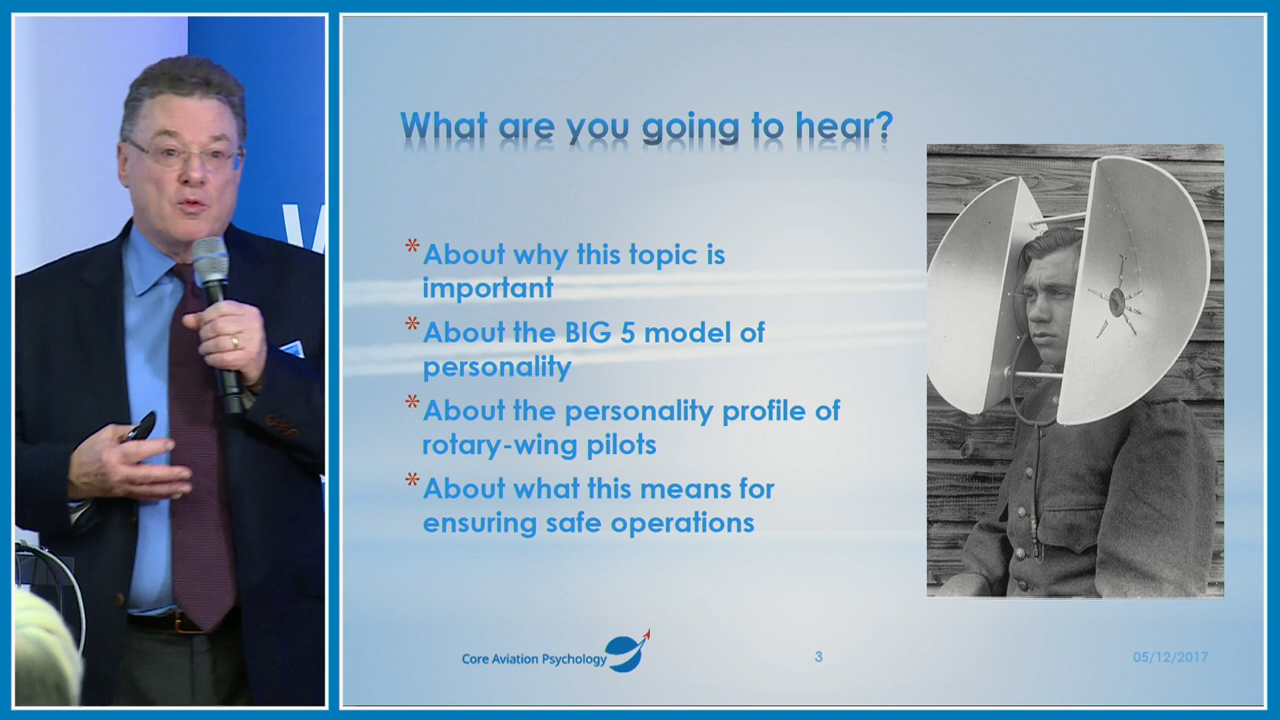 What are you going to hear?
* About why this topic is
important
* About the BIG 5 model of
personality
* About the personality profile of
rotary-wing pilots
* About what this means for
ensuring safe operations
Core Aviation Psychology
3
05/12/2017